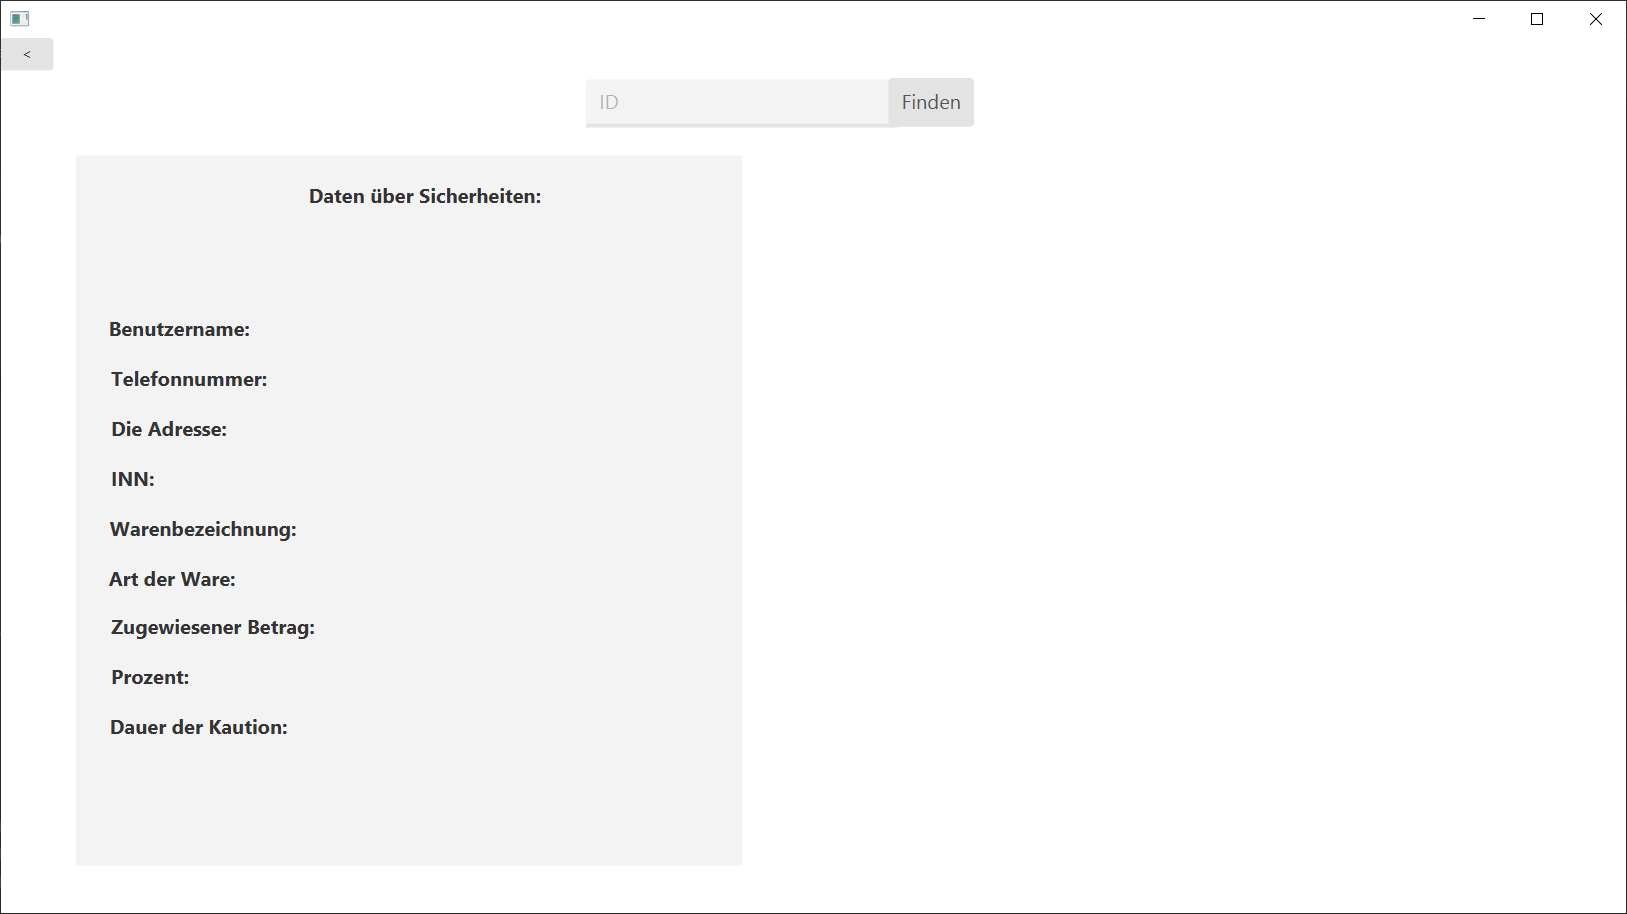 <
ID
Finden
Daten über Sicherheiten:
Benutzername:
Telefonnummer:
Die Adresse:
INN:
Warenbezeichnung:
Art der Ware:
Zugewiesener Betrag:
Prozent:
Dauer der Kaution: